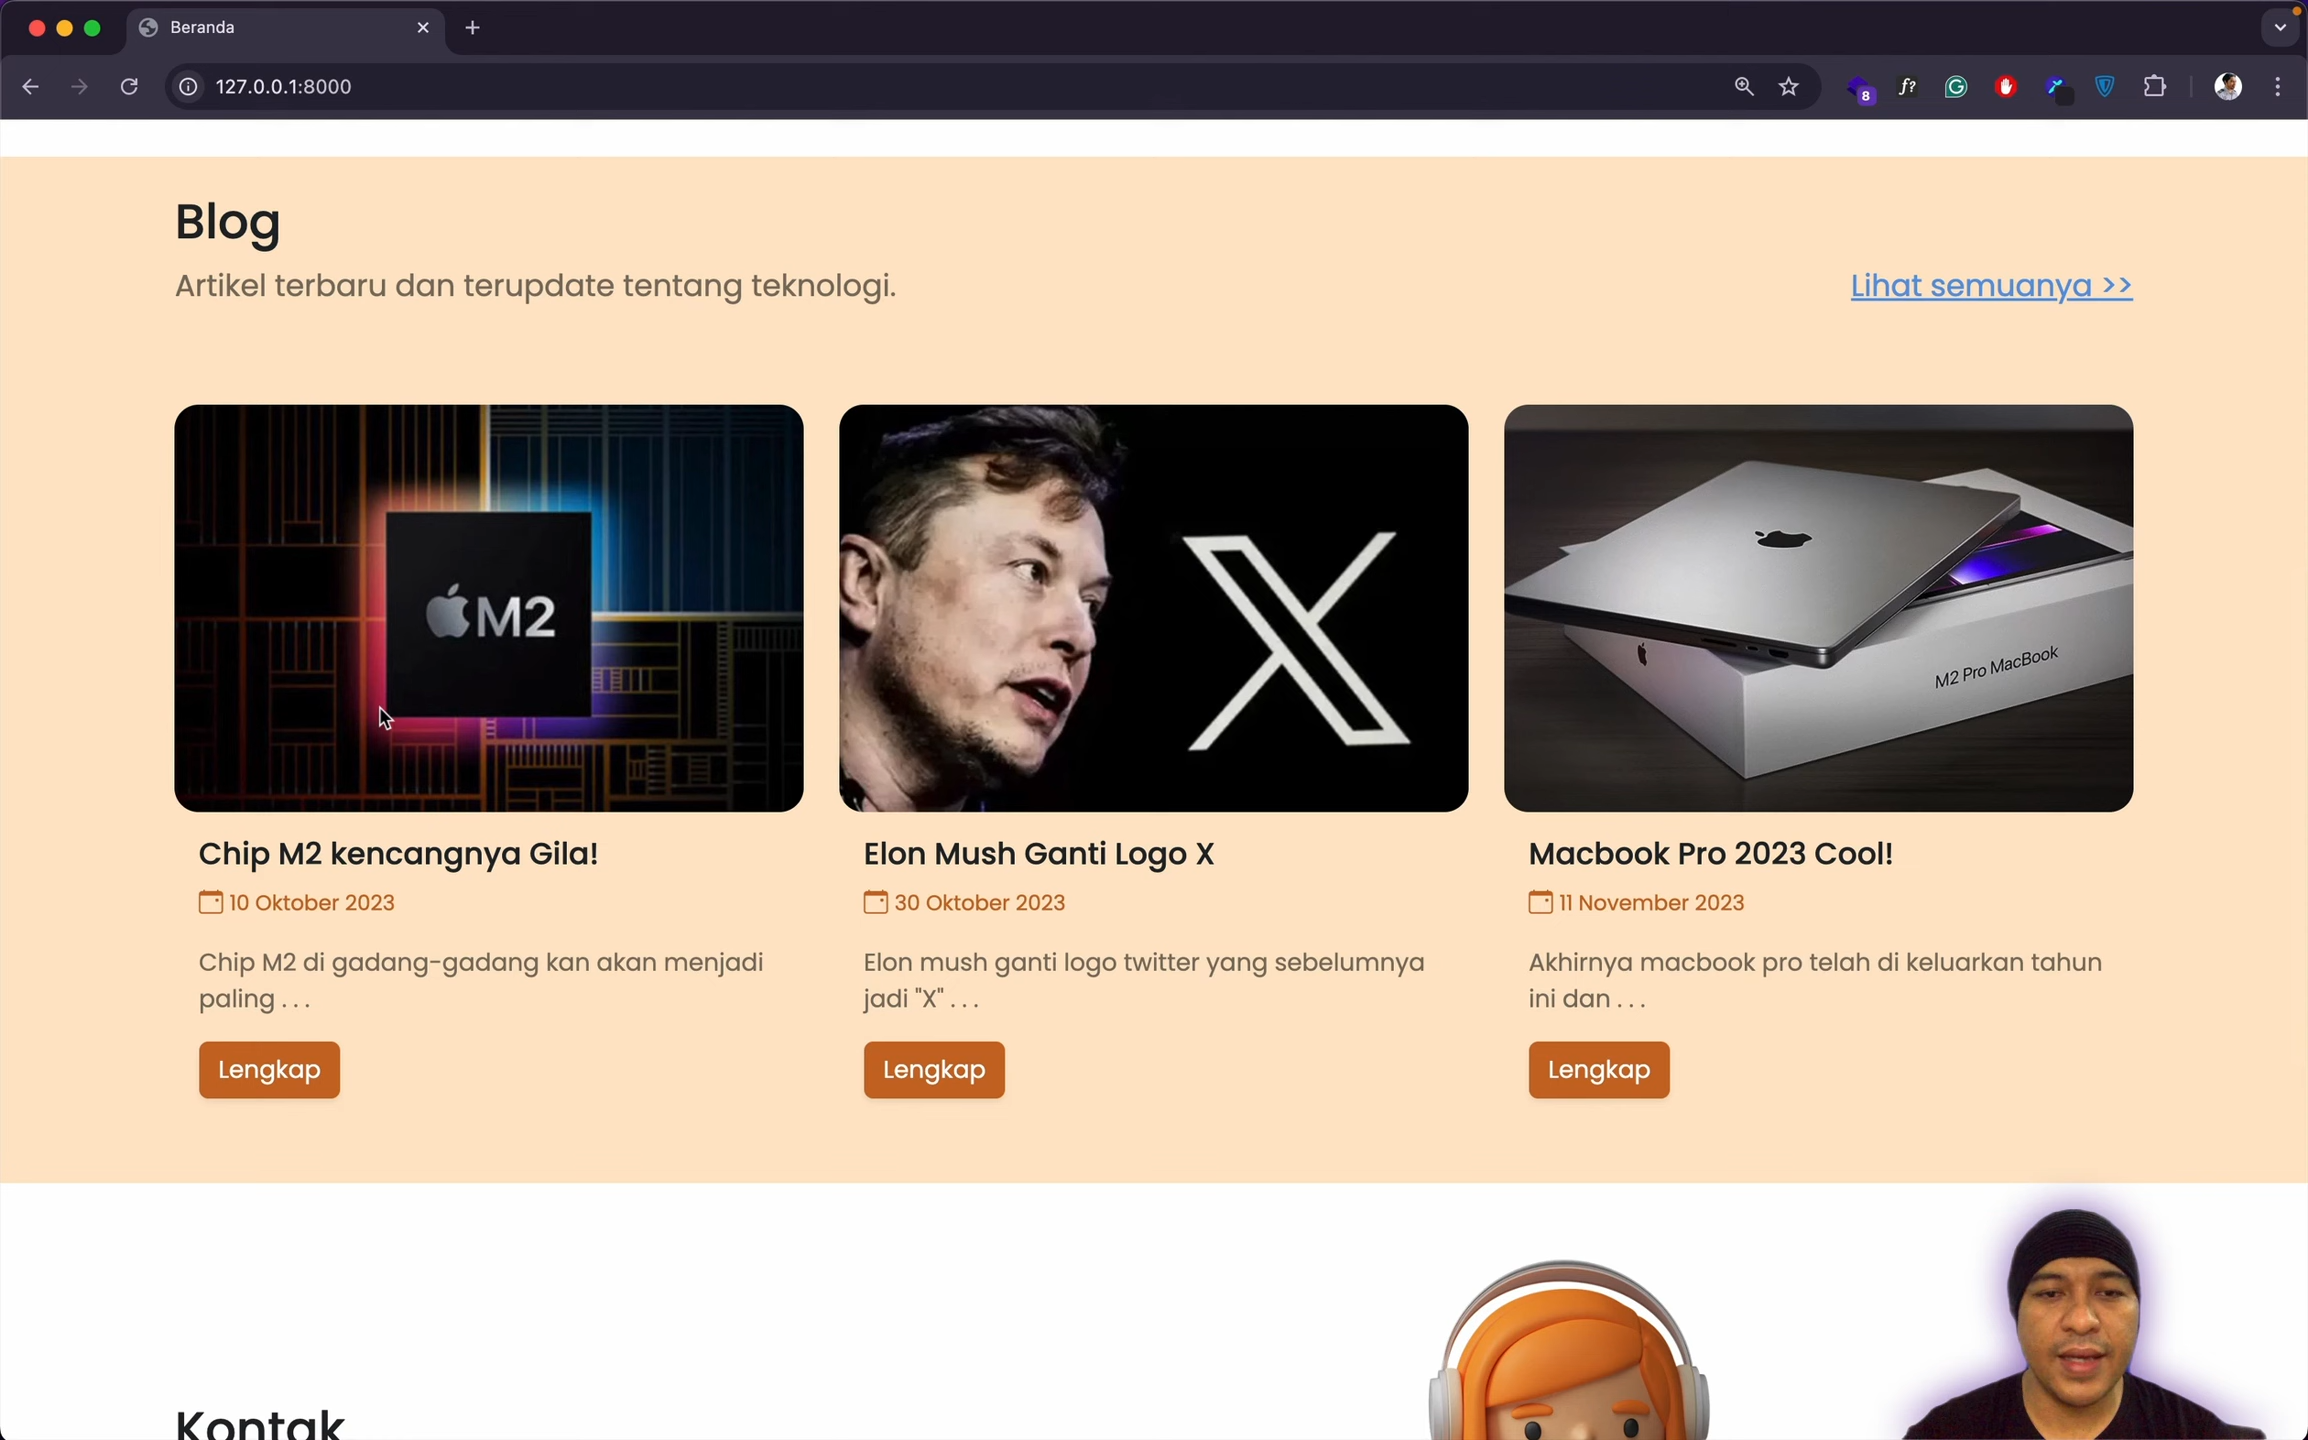 Beranda
127.0.0.1:8000
8
f?
Blog
Artikel terbaru dan terupdate tentang teknologi.
Lihat semuanya >>
M2
X
M2 Pro MacBook
Chip M2 kencangnya Gila!
10 Oktober 2023
Chip M2 di gadang-gadang kan akan menjadi
paling . . .
Lengkap
Elon Mush Ganti Logo X
30 Oktober 2023
Elon mush ganti logo twitter yang sebelumnya
jadi "X" . . .
Lengkap
Macbook Pro 2023 Cool!
11 November 2023
Akhirnya macbook pro telah di keluarkan tahun
ini dan . . .
Lengkap
Kontak